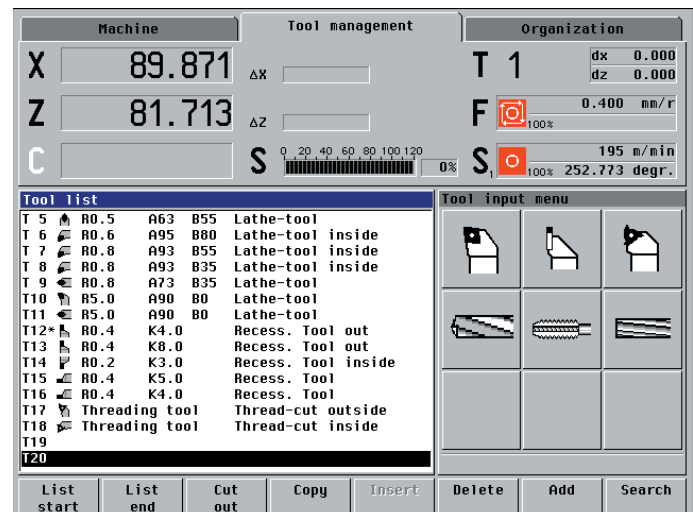 Machine
Tool management
Organization
X 89.871 ΔX
T 1 dx 0.000
dz 0.000
Z 81.713 ΔZ
F 100% 0.400 mm/r
C
S 0 20 40 60 80 100 120 0%
S1 100% 195 m/min
252.773 degr.
Tool list
T 5 R0.5 A63 B55 Lathe-tool
T 6 R0.6 A95 B80 Lathe-tool inside
T 7 R0.8 A93 B55 Lathe-tool inside
T 8 R0.8 A93 B35 Lathe-tool inside
T 9 R0.8 A73 B35 Lathe-tool
T10 R5.0 A90 B0 Lathe-tool
T11 R5.0 A90 B0 Lathe-tool
T12* R0.4 K4.0 Recess. Tool out
T13 R0.4 K8.0 Recess. Tool out
T14 R0.2 K3.0 Recess. Tool inside
T15 R0.4 K5.0 Recess. Tool
T16 R0.4 K4.0 Recess. Tool
T17 Threading tool Thread-cut outside
T18 Threading tool Thread-cut inside
T19
T20
Tool input menu
List start
List end
Cut out
Copy
Insert
Delete
Add
Search